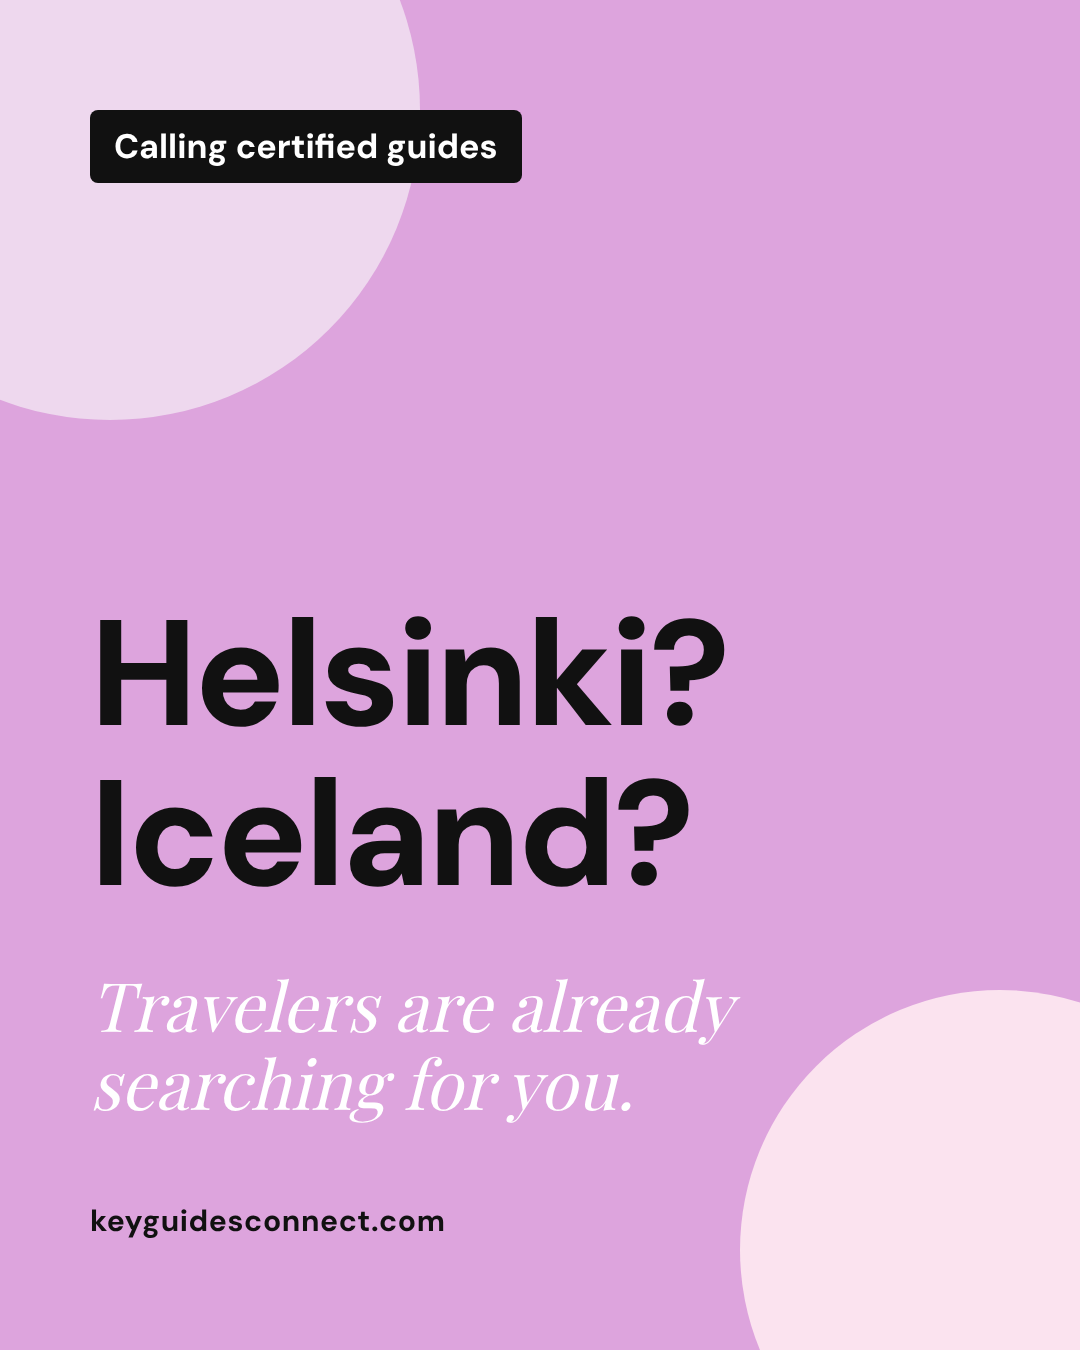 Calling certified guides
Helsinki?
Iceland?
Travelers are already
searching for you.
keyguidesconnect.com